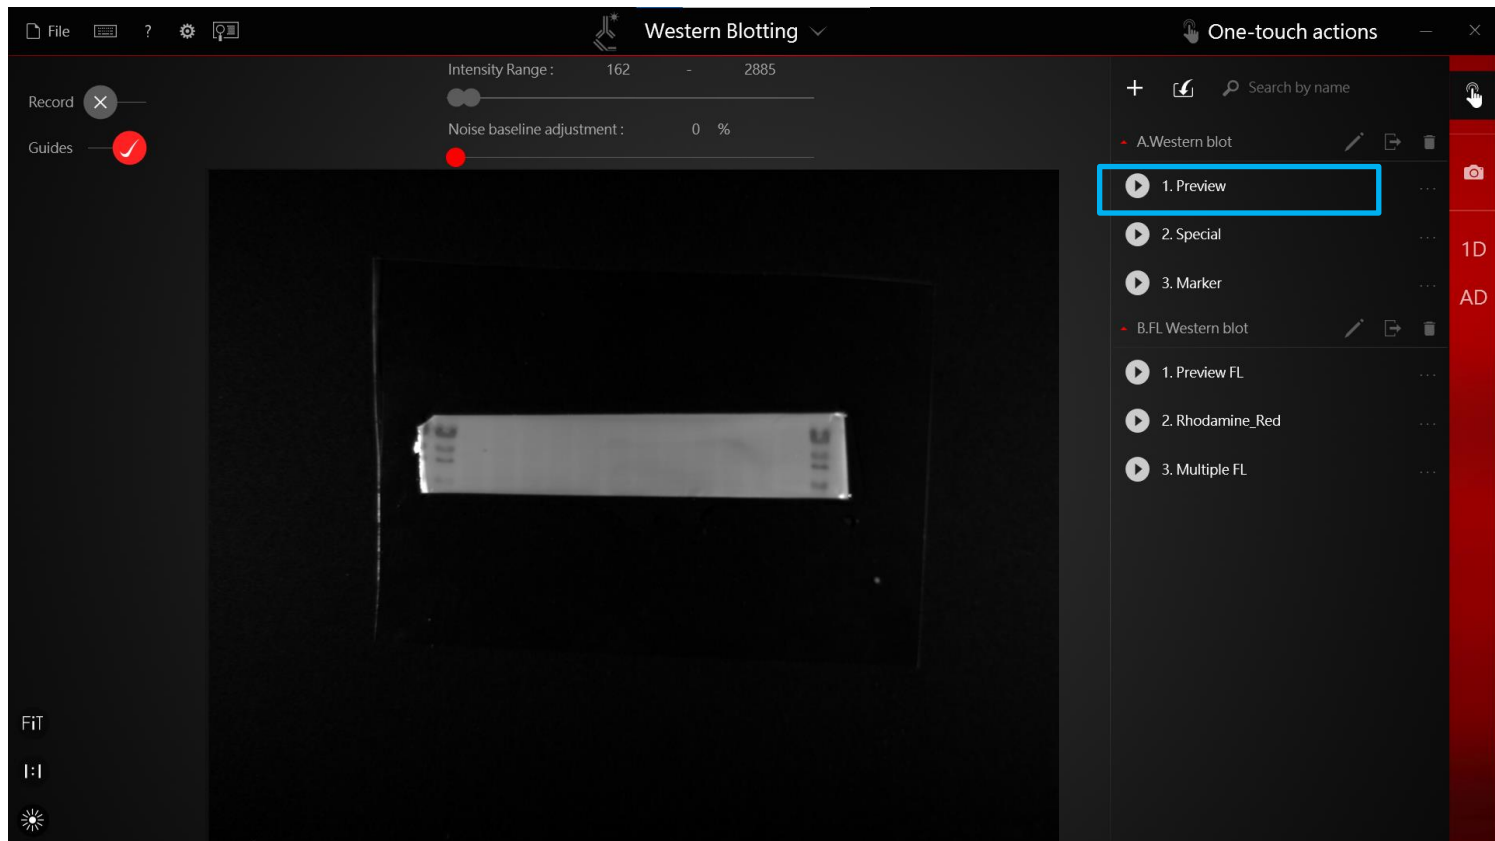 File ? Western Blotting One-touch actions
Intensity Range : 162 - 2885
Search by name
Record
Noise baseline adjustment : 0 %
Guides
A.Western blot
1. Preview
2. Special
1D
3. Marker
AD
B.FL Western blot
1. Preview FL
2. Rhodamine_Red
3. Multiple FL
FiT
1:1